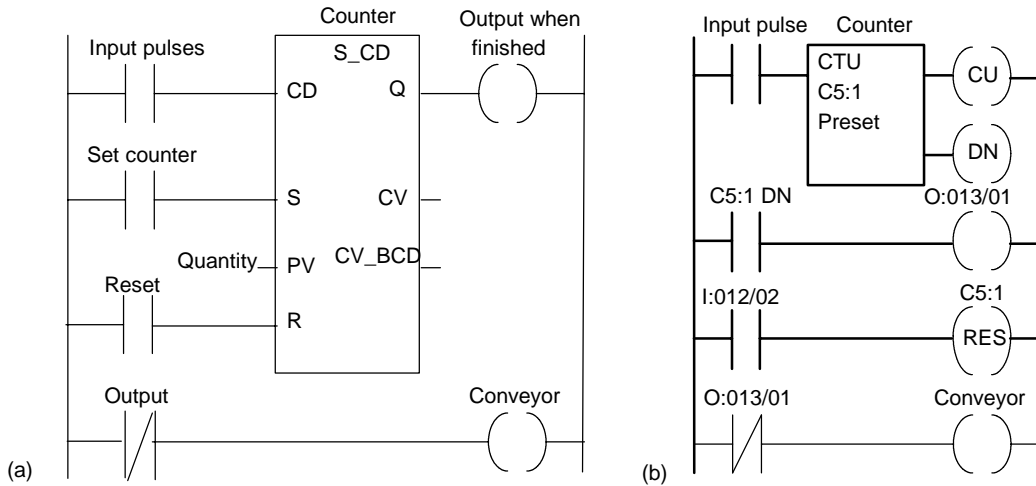 Counter
Output when
finished
Input pulses
S_CD
CD
Q
Set counter
S
CV
Quantity
PV
CV_BCD
Reset
R
Output
Conveyor
(a)
Input pulse
Counter
CTU
C5:1
Preset
CU
DN
C5:1 DN
O:013/01
I:012/02
C5:1
RES
O:013/01
Conveyor
(b)